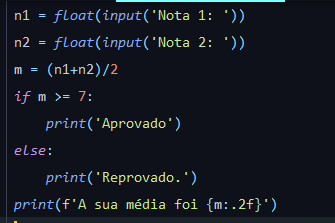 n1 = float(input('Nota 1: '))
n2 = float(input('Nota 2: '))
m = (n1+n2)/2
if m >= 7:
    print('Aprovado')
else:
    print('Reprovado.')
print(f'A sua média foi {m:.2f}')